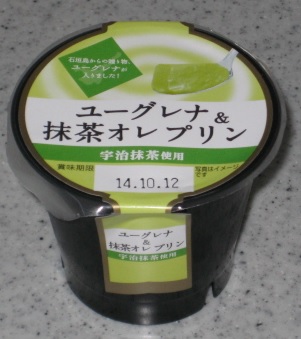 石垣島からの贈り物、
ユーグレナが
入りました!
ユーグレナ&
抹茶オレプリン
宇治抹茶使用
賞味期限
14.10.12
写真はイメージ
です
ユーグレナ
&
抹茶オレプリン
宇治抹茶使用